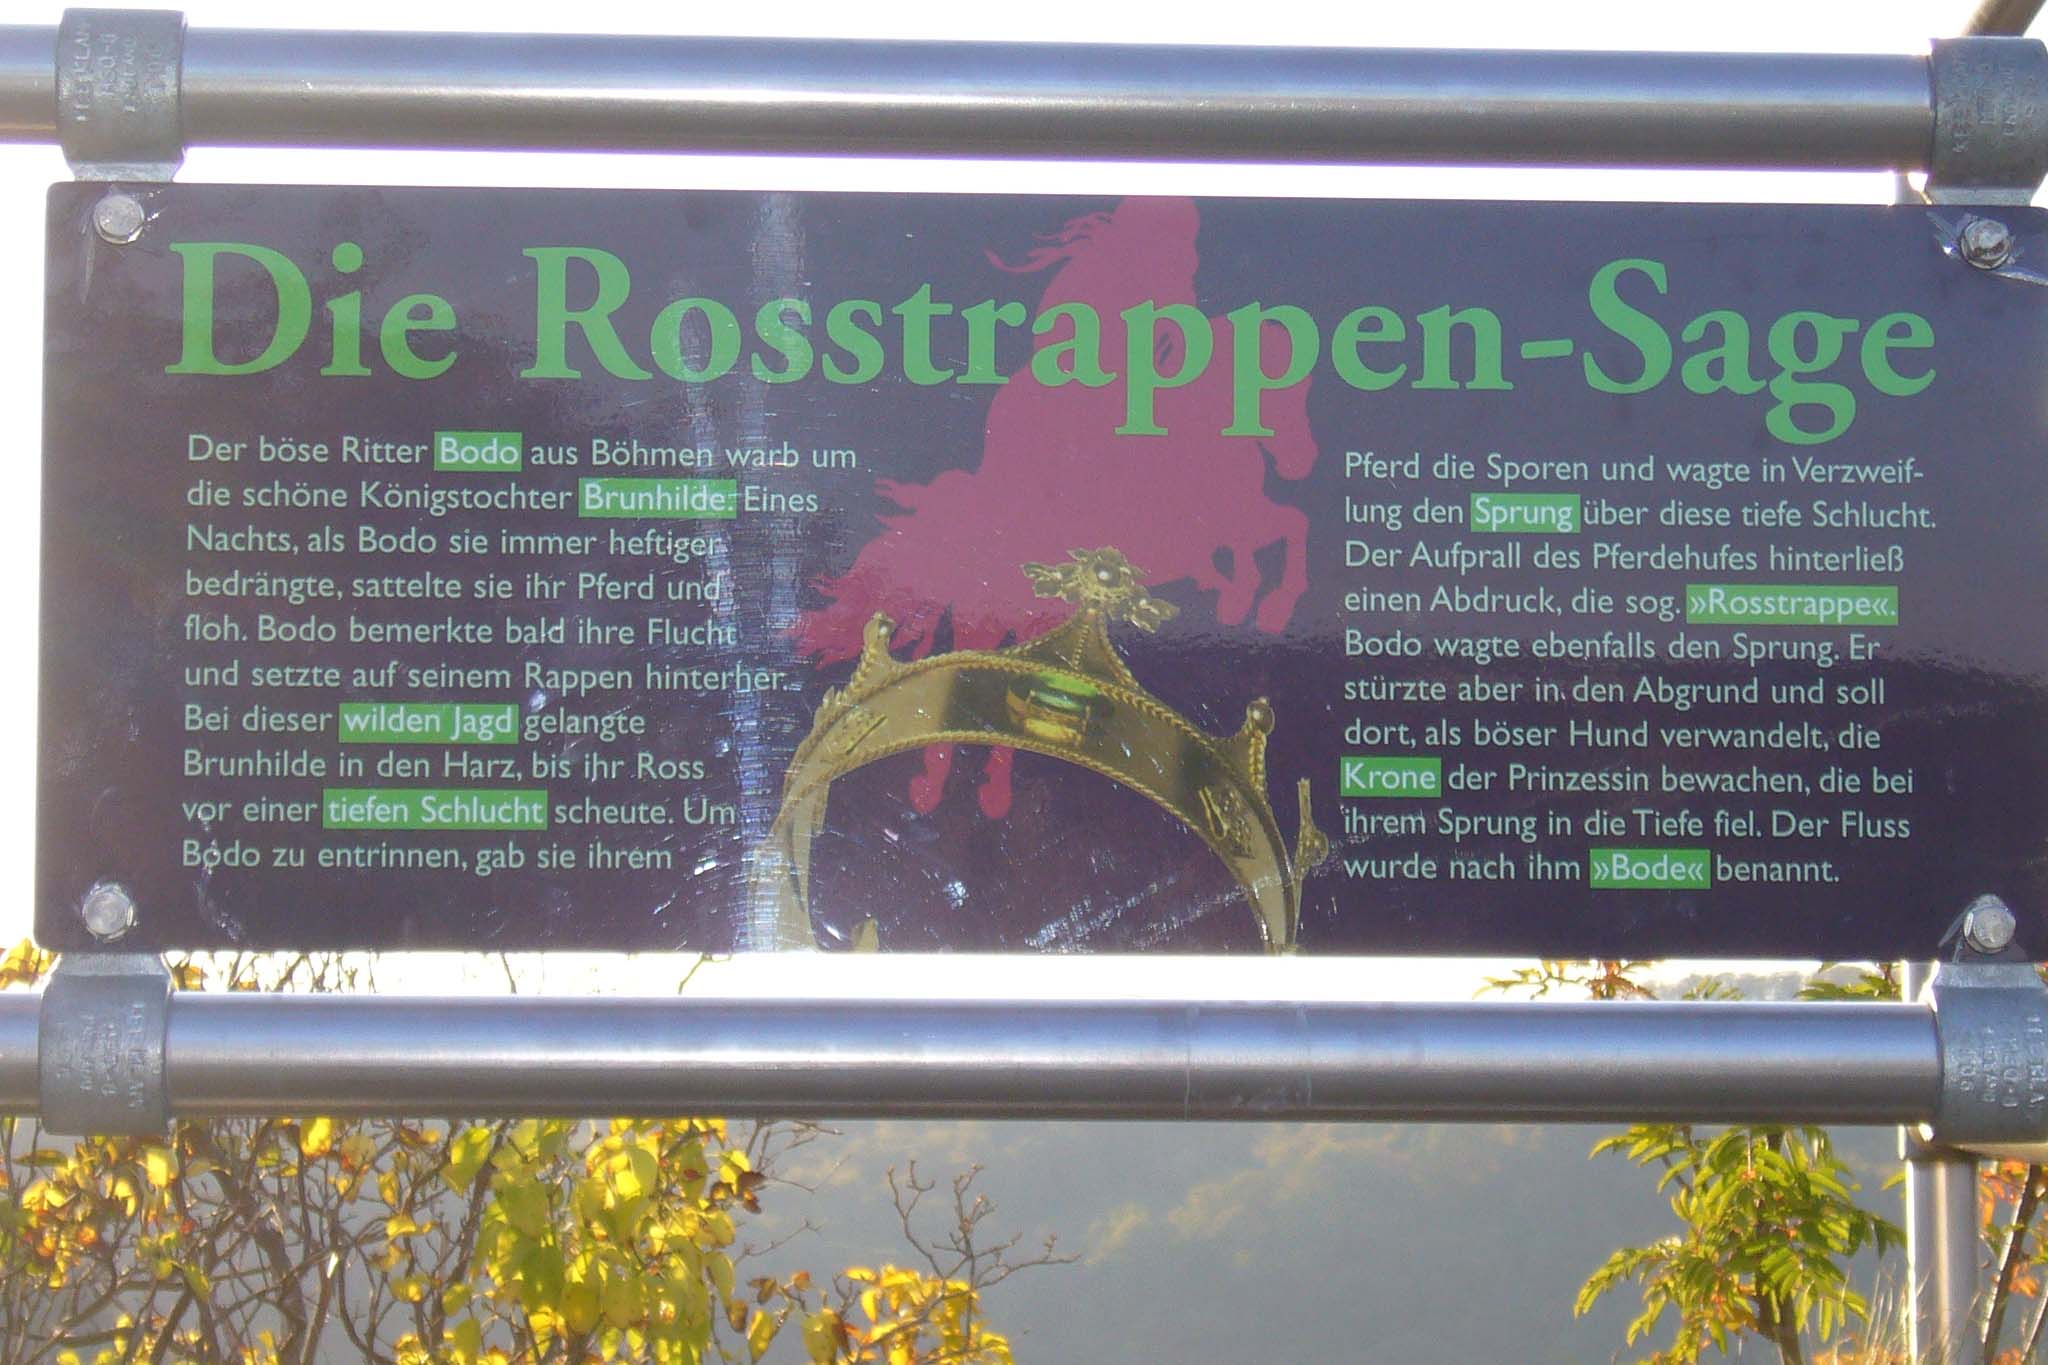 Die Rosstrappen-Sage
Der böse Ritter Bodo aus Böhmen warb um
die schöne Königstochter Brunhilde. Eines
Nachts, als Bodo sie immer heftiger
bedrängte, sattelte sie ihr Pferd und
floh. Bodo bemerkte bald ihre Flucht
und setzte auf seinem Rappen hinterher.
Bei dieser wilden Jagd gelangte
Brunhilde in den Harz, bis ihr Ross
vor einer tiefen Schlucht scheute. Um
Bodo zu entrinnen, gab sie ihrem
Pferd die Sporen und wagte in Verzweif-
lung den Sprung über diese tiefe Schlucht.
Der Aufprall des Pferdehufes hinterließ
einen Abdruck, die sog. »Rosstrappe«.
Bodo wagte ebenfalls den Sprung. Er
stürzte aber in den Abgrund und soll
dort, als böser Hund verwandelt, die
Krone der Prinzessin bewachen, die bei
ihrem Sprung in die Tiefe fiel. Der Fluss
wurde nach ihm »Bode« benannt.